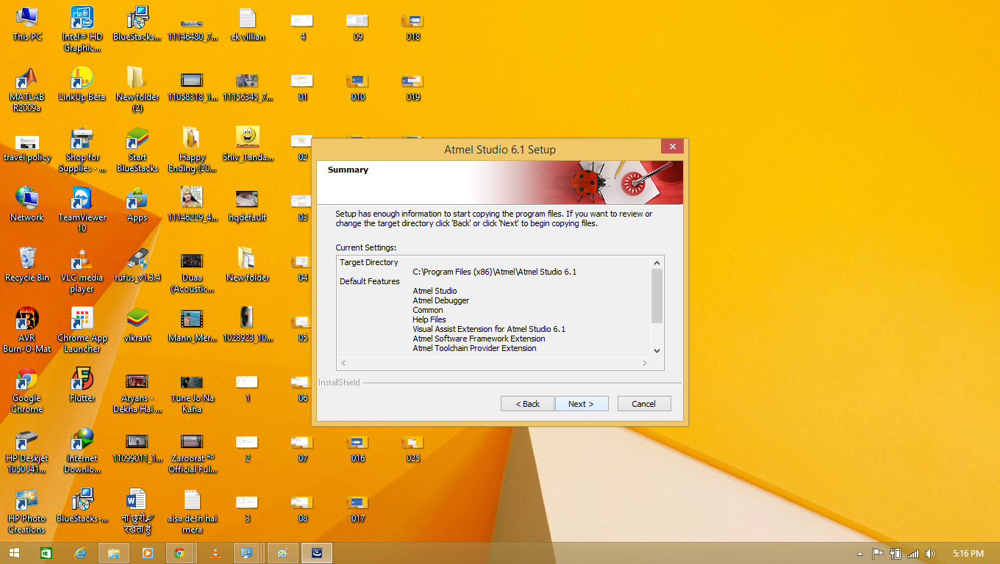 This PC
Intel® HD
Graphic...
BlueStacks...
11146480_7...
ek villian
4
09
018
MATLAB
R2009a
LinkUp Beta
New folder
(2)
11058318_1...
11156345_7...
01
010
019
travel policy
Shop for
Supplies - ...
Start
BlueStacks
Happy
Ending (20...
Shiv_Tanda...
02
Network
TeamViewer
10
Apps
11146229_4...
hqdefault
03
Recycle Bin
VLC media
player
rufus_v1.3.4
Duaa
(Acoustic...
New folder
04
AVR
Burn-O-Mat
Chrome App
Launcher
vikrant
Mann_Mer...
1028923_10...
05
Google
Chrome
Flutter
Aryans -
Dekha Hai ...
Tune Jo Na
Kaha
1
06
HP Deskjet
1050 J41...
Internet
Downlo...
11099011_1...
Zaroorat ᴴᴰ
Official Ful...
2
07
016
025
HP Photo
Creations
BlueStacks-...
ना छुरी
रखता हुं
aisa desh hai
mera
3
08
017
Atmel Studio 6.1 Setup
Summary
Setup has enough information to start copying the program files. If you want to review or
change the target directory click 'Back' or click 'Next' to begin copying files.
Current Settings:
Target Directory
C:\Program Files (x86)\Atmel\Atmel Studio 6.1
Default Features
Atmel Studio
Atmel Debugger
Common
Help Files
Visual Assist Extension for Atmel Studio 6.1
Atmel Software Framework Extension
Atmel Toolchain Provider Extension
InstallShield
< Back
Next >
Cancel
5:16 PM